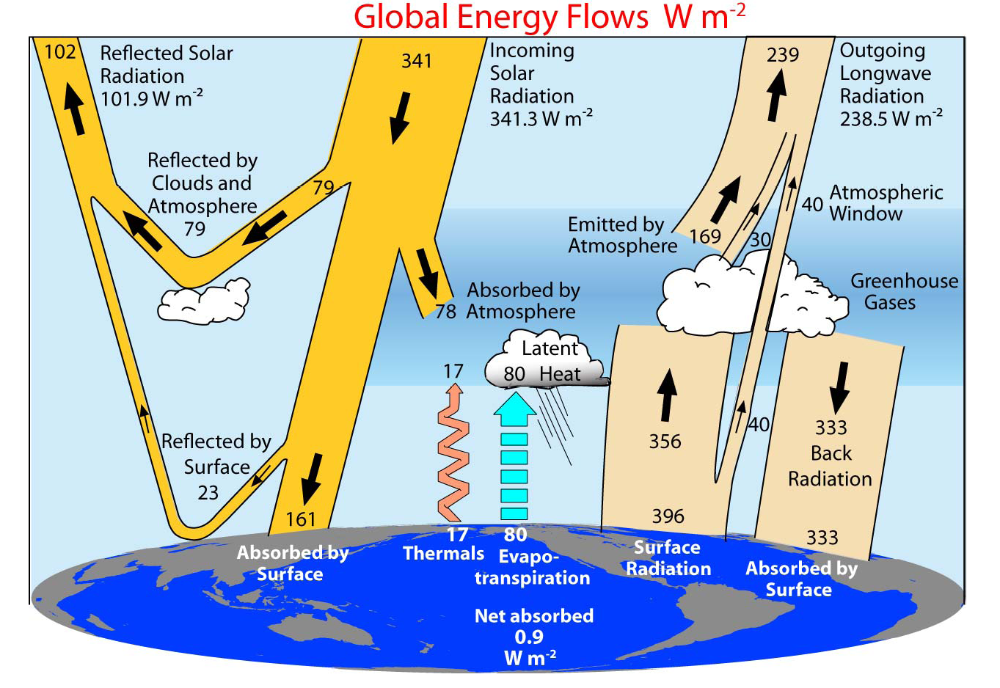 Global Energy Flows  W m-2
102
Reflected Solar
Radiation
101.9 W m-2
341
Incoming
Solar
Radiation
341.3 W m-2
239
Outgoing
Longwave
Radiation
238.5 W m-2
Reflected by
Clouds and
Atmosphere
79
79
Emitted by
Atmosphere
169
30
40
Atmospheric
Window
Greenhouse
Gases
78
Absorbed by
Atmosphere
Latent
80 Heat
17
Reflected by
Surface
23
161
Absorbed by
Surface
17
Thermals
80
Evapo-
transpiration
356
40
396
Surface
Radiation
333
Back
Radiation
333
Absorbed by
Surface
Net absorbed
0.9
W m-2